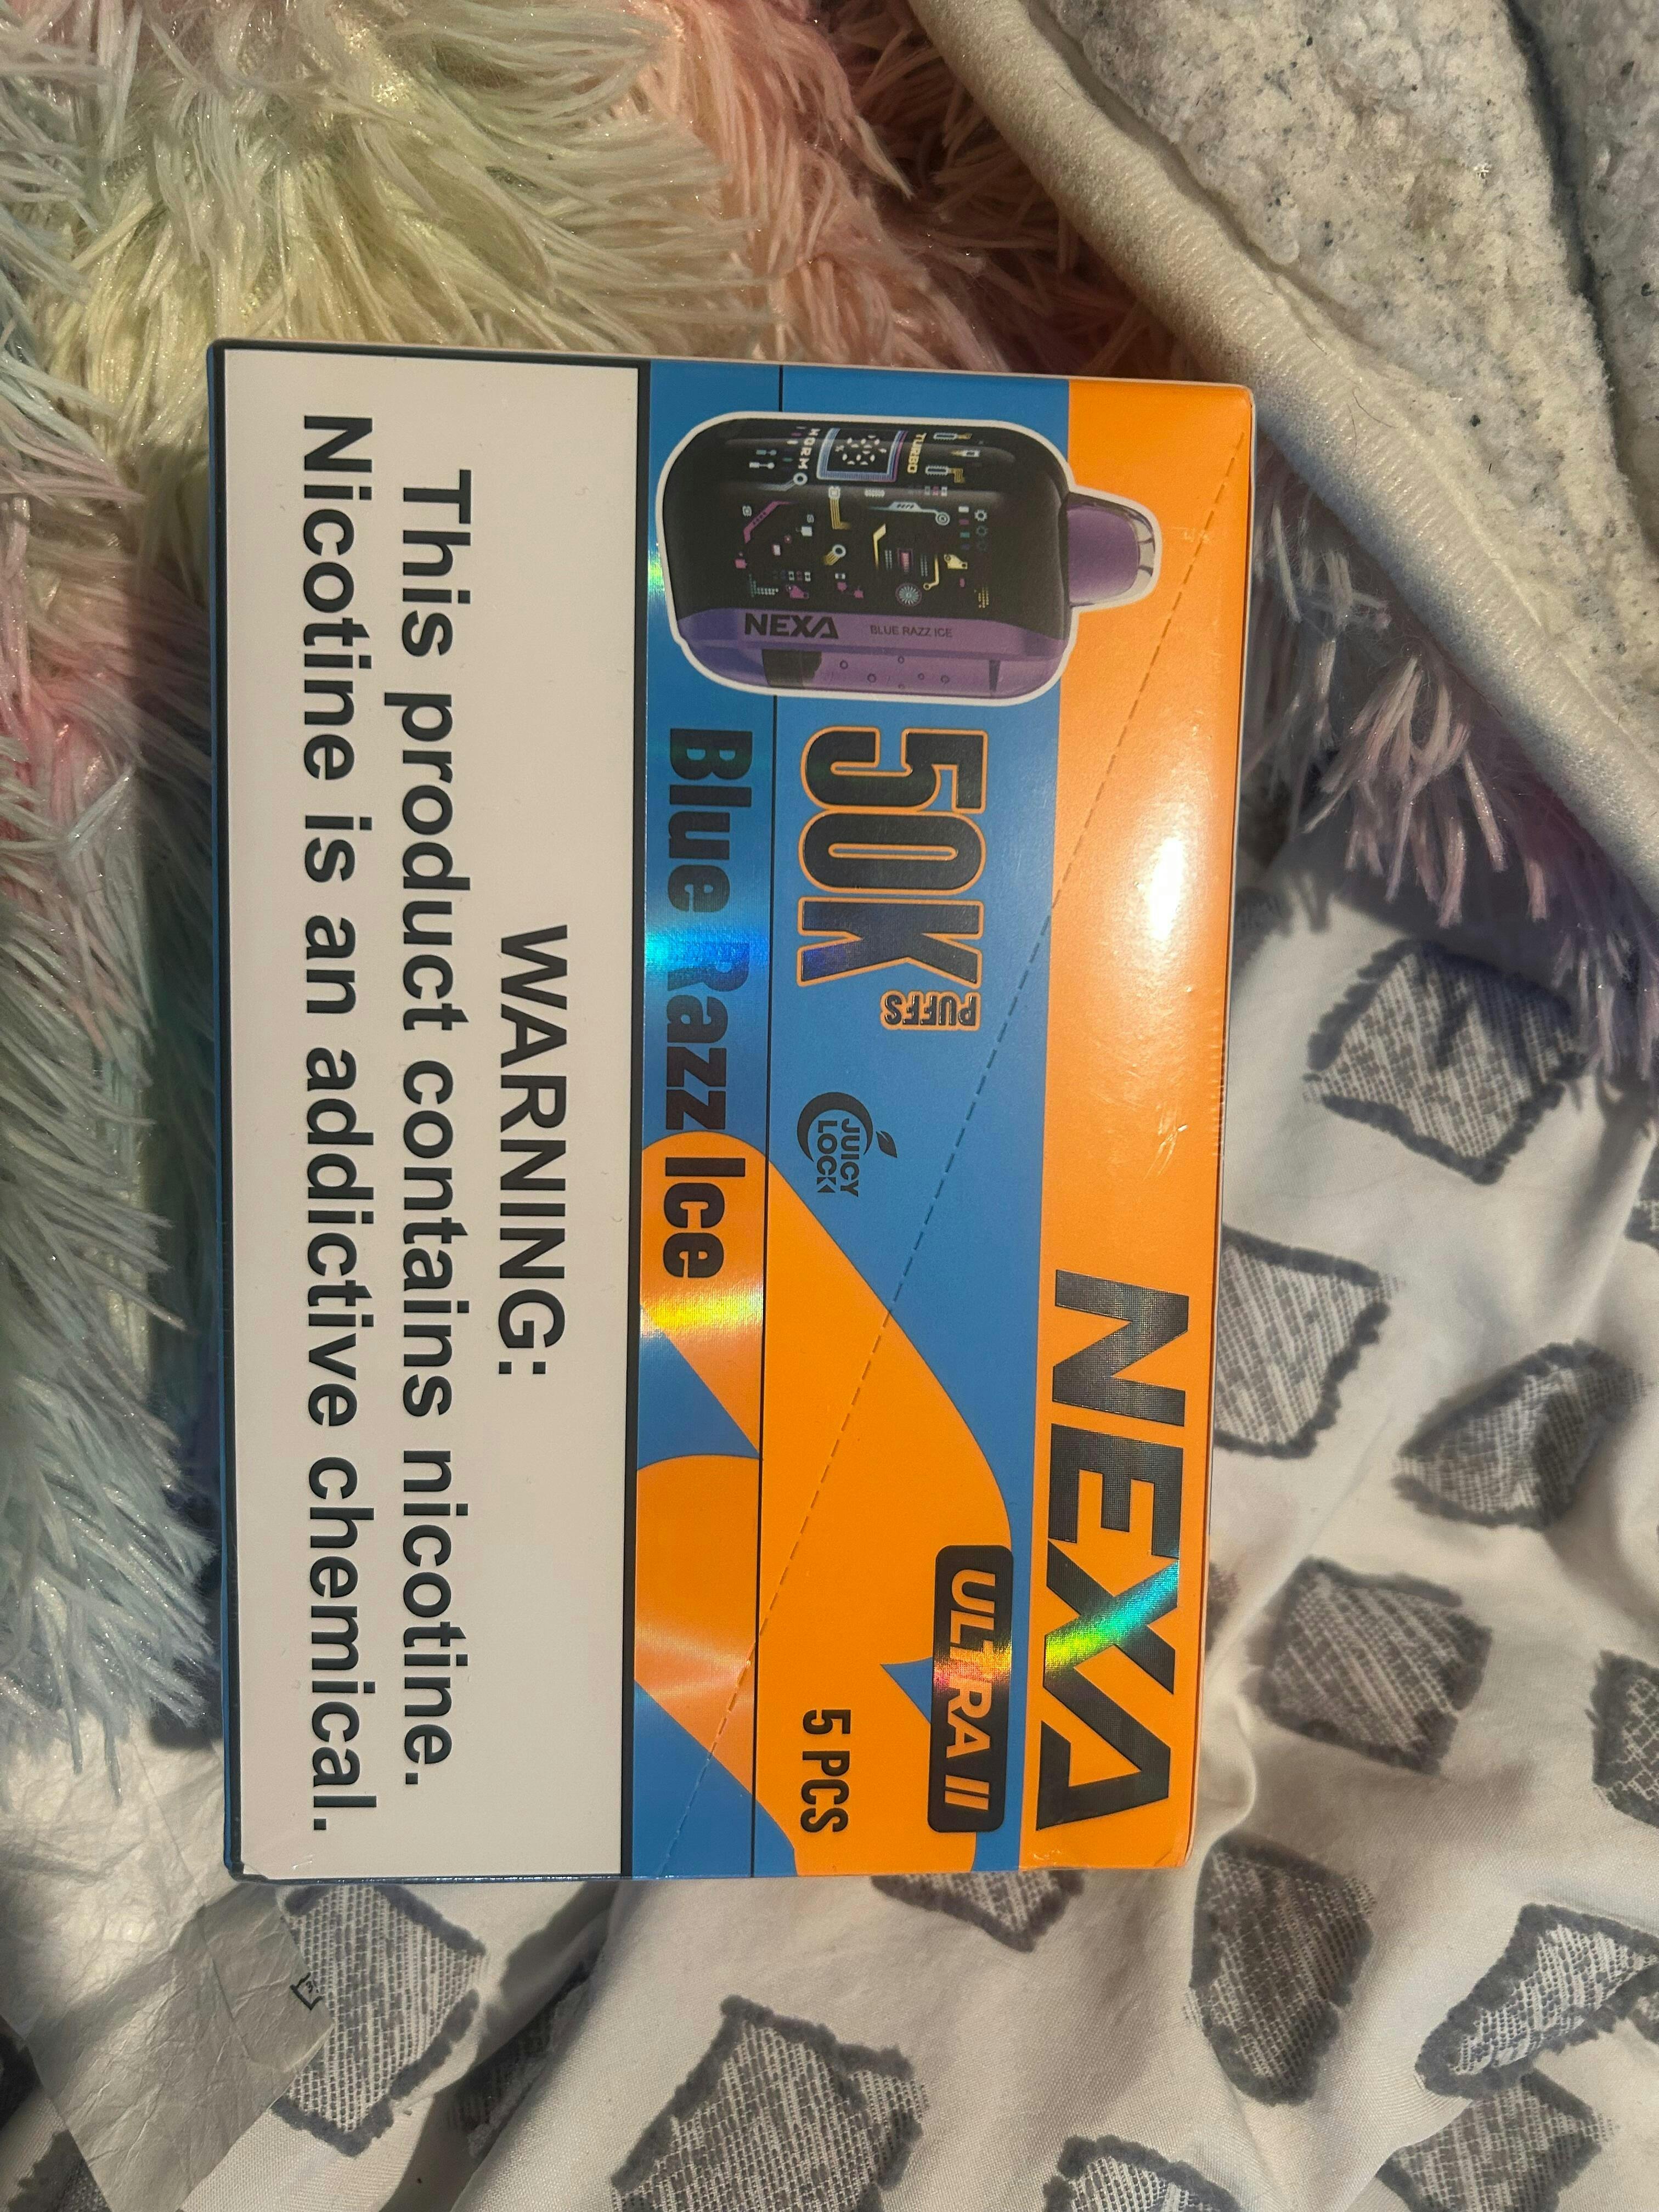 NEXA
ULTRA II
TURBO
NORM
NEXA
BLUE RAZZ ICE
50K PUFFS
JUICY
LOCK
5 PCS
Blue Razz Ice
WARNING:
This product contains nicotine.
Nicotine is an addictive chemical.